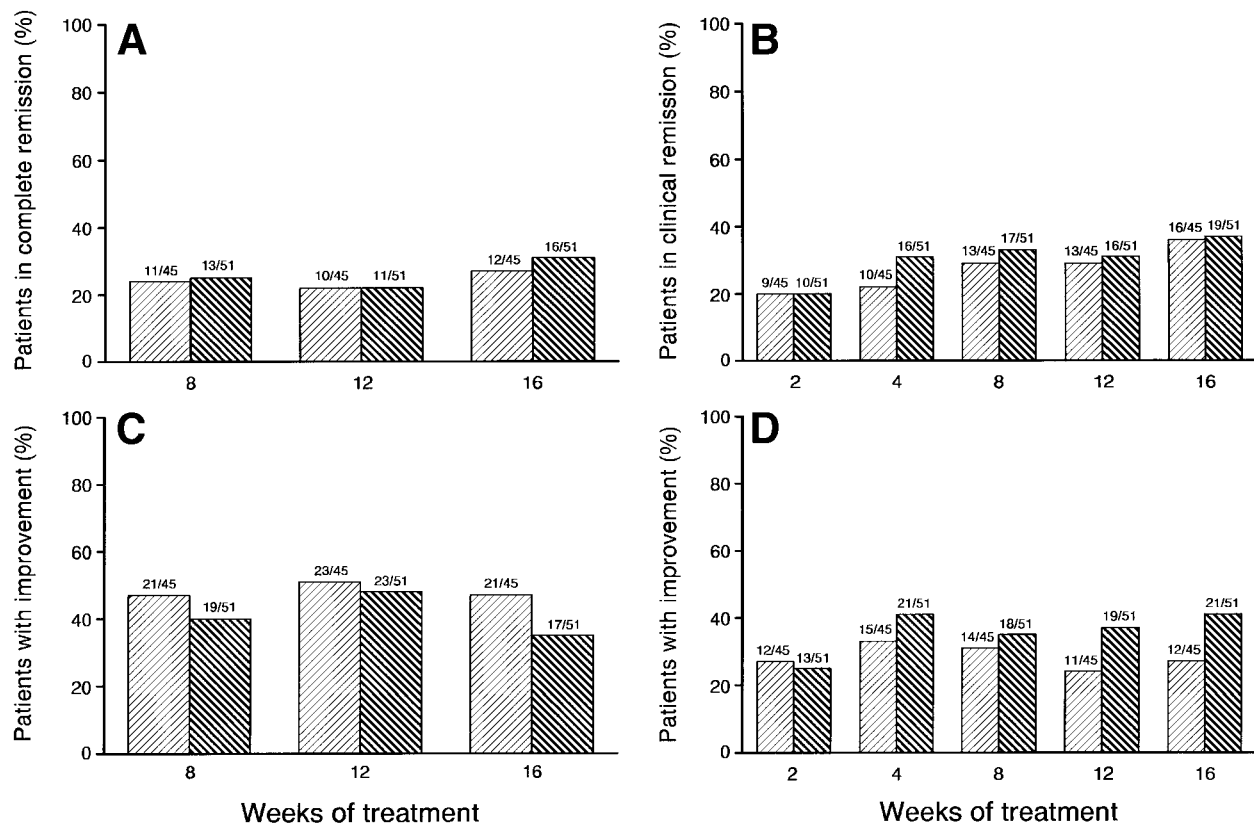 A
Patients in complete remission (%)
100
80
60
40
20
0
11/45 13/51
10/45 11/51
12/45 16/51
8 12 16
B
Patients in clinical remission (%)
100
80
60
40
20
0
9/45 10/51
10/45 16/51
13/45 17/51
13/45 16/51
16/45 19/51
2 4 8 12 16
C
Patients with improvement (%)
100
80
60
40
20
0
21/45 19/51
23/45 23/51
21/45 17/51
8 12 16
Weeks of treatment
D
Patients with improvement (%)
100
80
60
40
20
0
12/45 13/51
15/45 21/51
14/45 18/51
11/45 19/51
12/45 21/51
2 4 8 12 16
Weeks of treatment